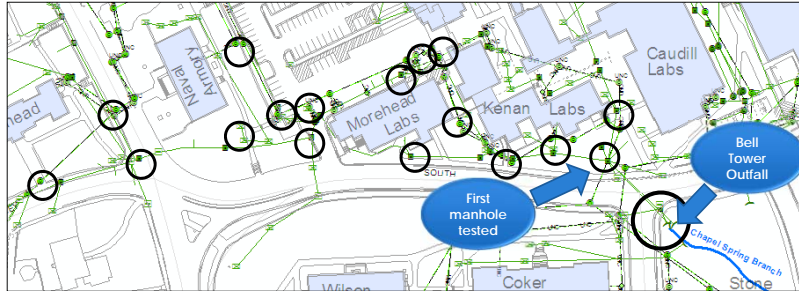 Naval
Armory
head
Morehead
Labs
Kenan
Labs
Caudill
Labs
UNC
SOUTH
First
manhole
tested
Bell
Tower
Outfall
Chapel Spring Branch
Wilson
Coker
Stone